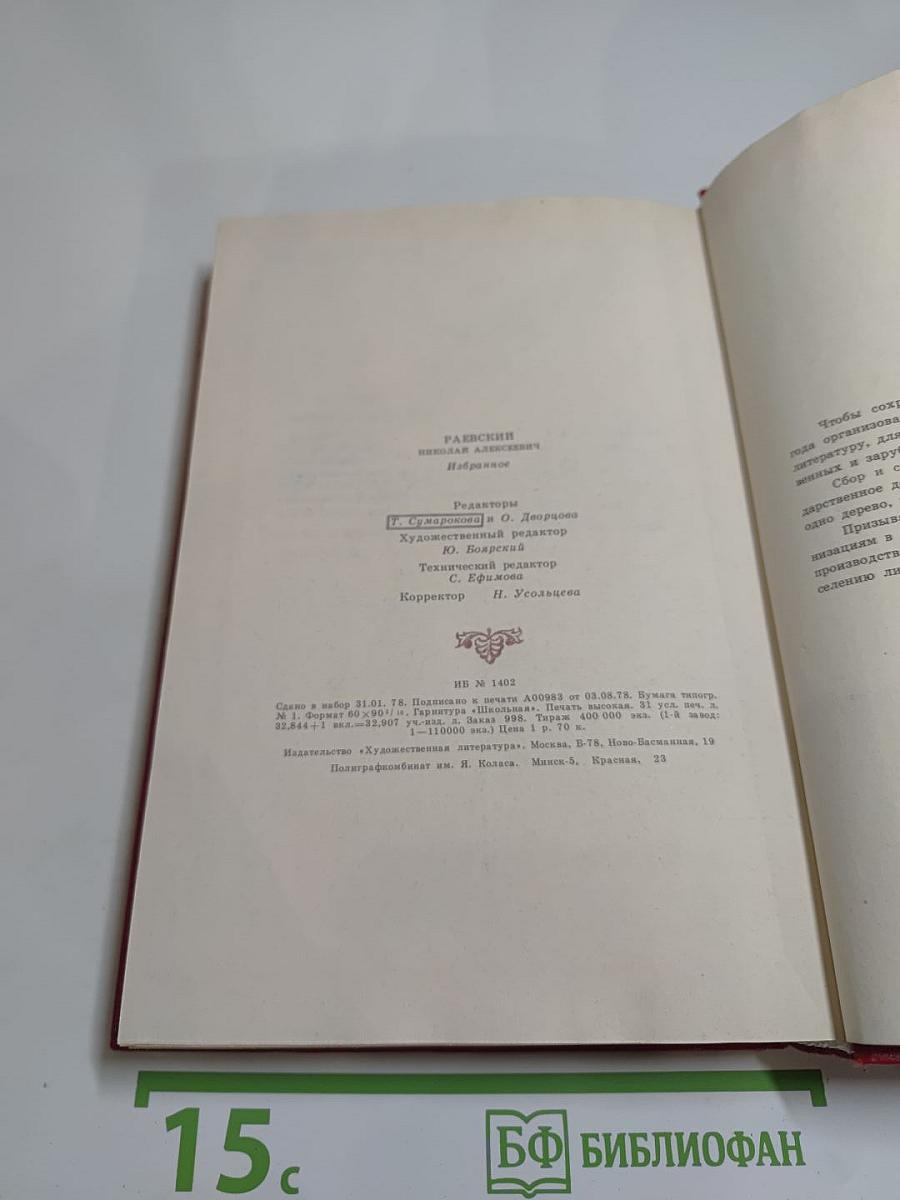 РАЕВСКИЙ
НИКОЛАЙ АЛЕКСЕЕВИЧ
Избранное
Редакторы
Т. Сумарокова и О. Дворцова
Художественный редактор
Ю. Боярский
Технический редактор
С. Ефимова
Корректор Н. Усольцева
ИБ № 1402
Сдано в набор 31.01. 78. Подписано к печати А00983 от 03.08.78. Бумага типогр.
№ 1. Формат 60×90 1/16. Гарнитура «Школьная». Печать высокая. 31 усл. печ. л.
32,844+1 вкл.=32,907 уч.-изд. л. Заказ 998. Тираж 400 000 экз. (1-й завод:
1—110000 экз.) Цена 1 р. 70 к.
Издательство «Художественная литература». Москва, Б-78, Ново-Басманная, 19
Полиграфкомбинат им. Я. Коласа. Минск-5, Красная, 23
Чтобы сохр
года организова
литературу, для
венных и заруб
Сбор и с
дарственное д
одно дерево,
Призыва
низациям в
производств
селению ли
15 с
БФ БИБЛИОФАН